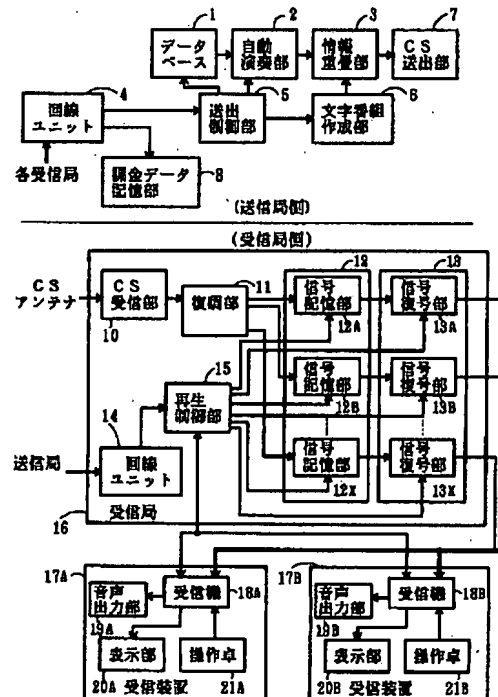 1
2
3
7
データ
ベース
自動
演奏部
情報
重畳部
CS
送出部
4
5
6
回線
ユニット
送出
制御部
文字番組
作成部
各受信局
課金データ
記憶部
8
(送信局側)
(受信局側)
CS
アンテナ
CS
受信部
10
11
復調部
12
13
信号
記憶部
12A
信号
復号部
13A
信号
記憶部
12B
信号
復号部
13B
信号
記憶部
12X
信号
復号部
13X
15
再生
制御部
14
送信局
回線
ユニット
16
受信局
17A
音声
出力部
19A
受信機
18A
表示部
20A
操作卓
21A
受信装置
17B
音声
出力部
19B
受信機
18B
表示部
20B
操作卓
21B
受信装置